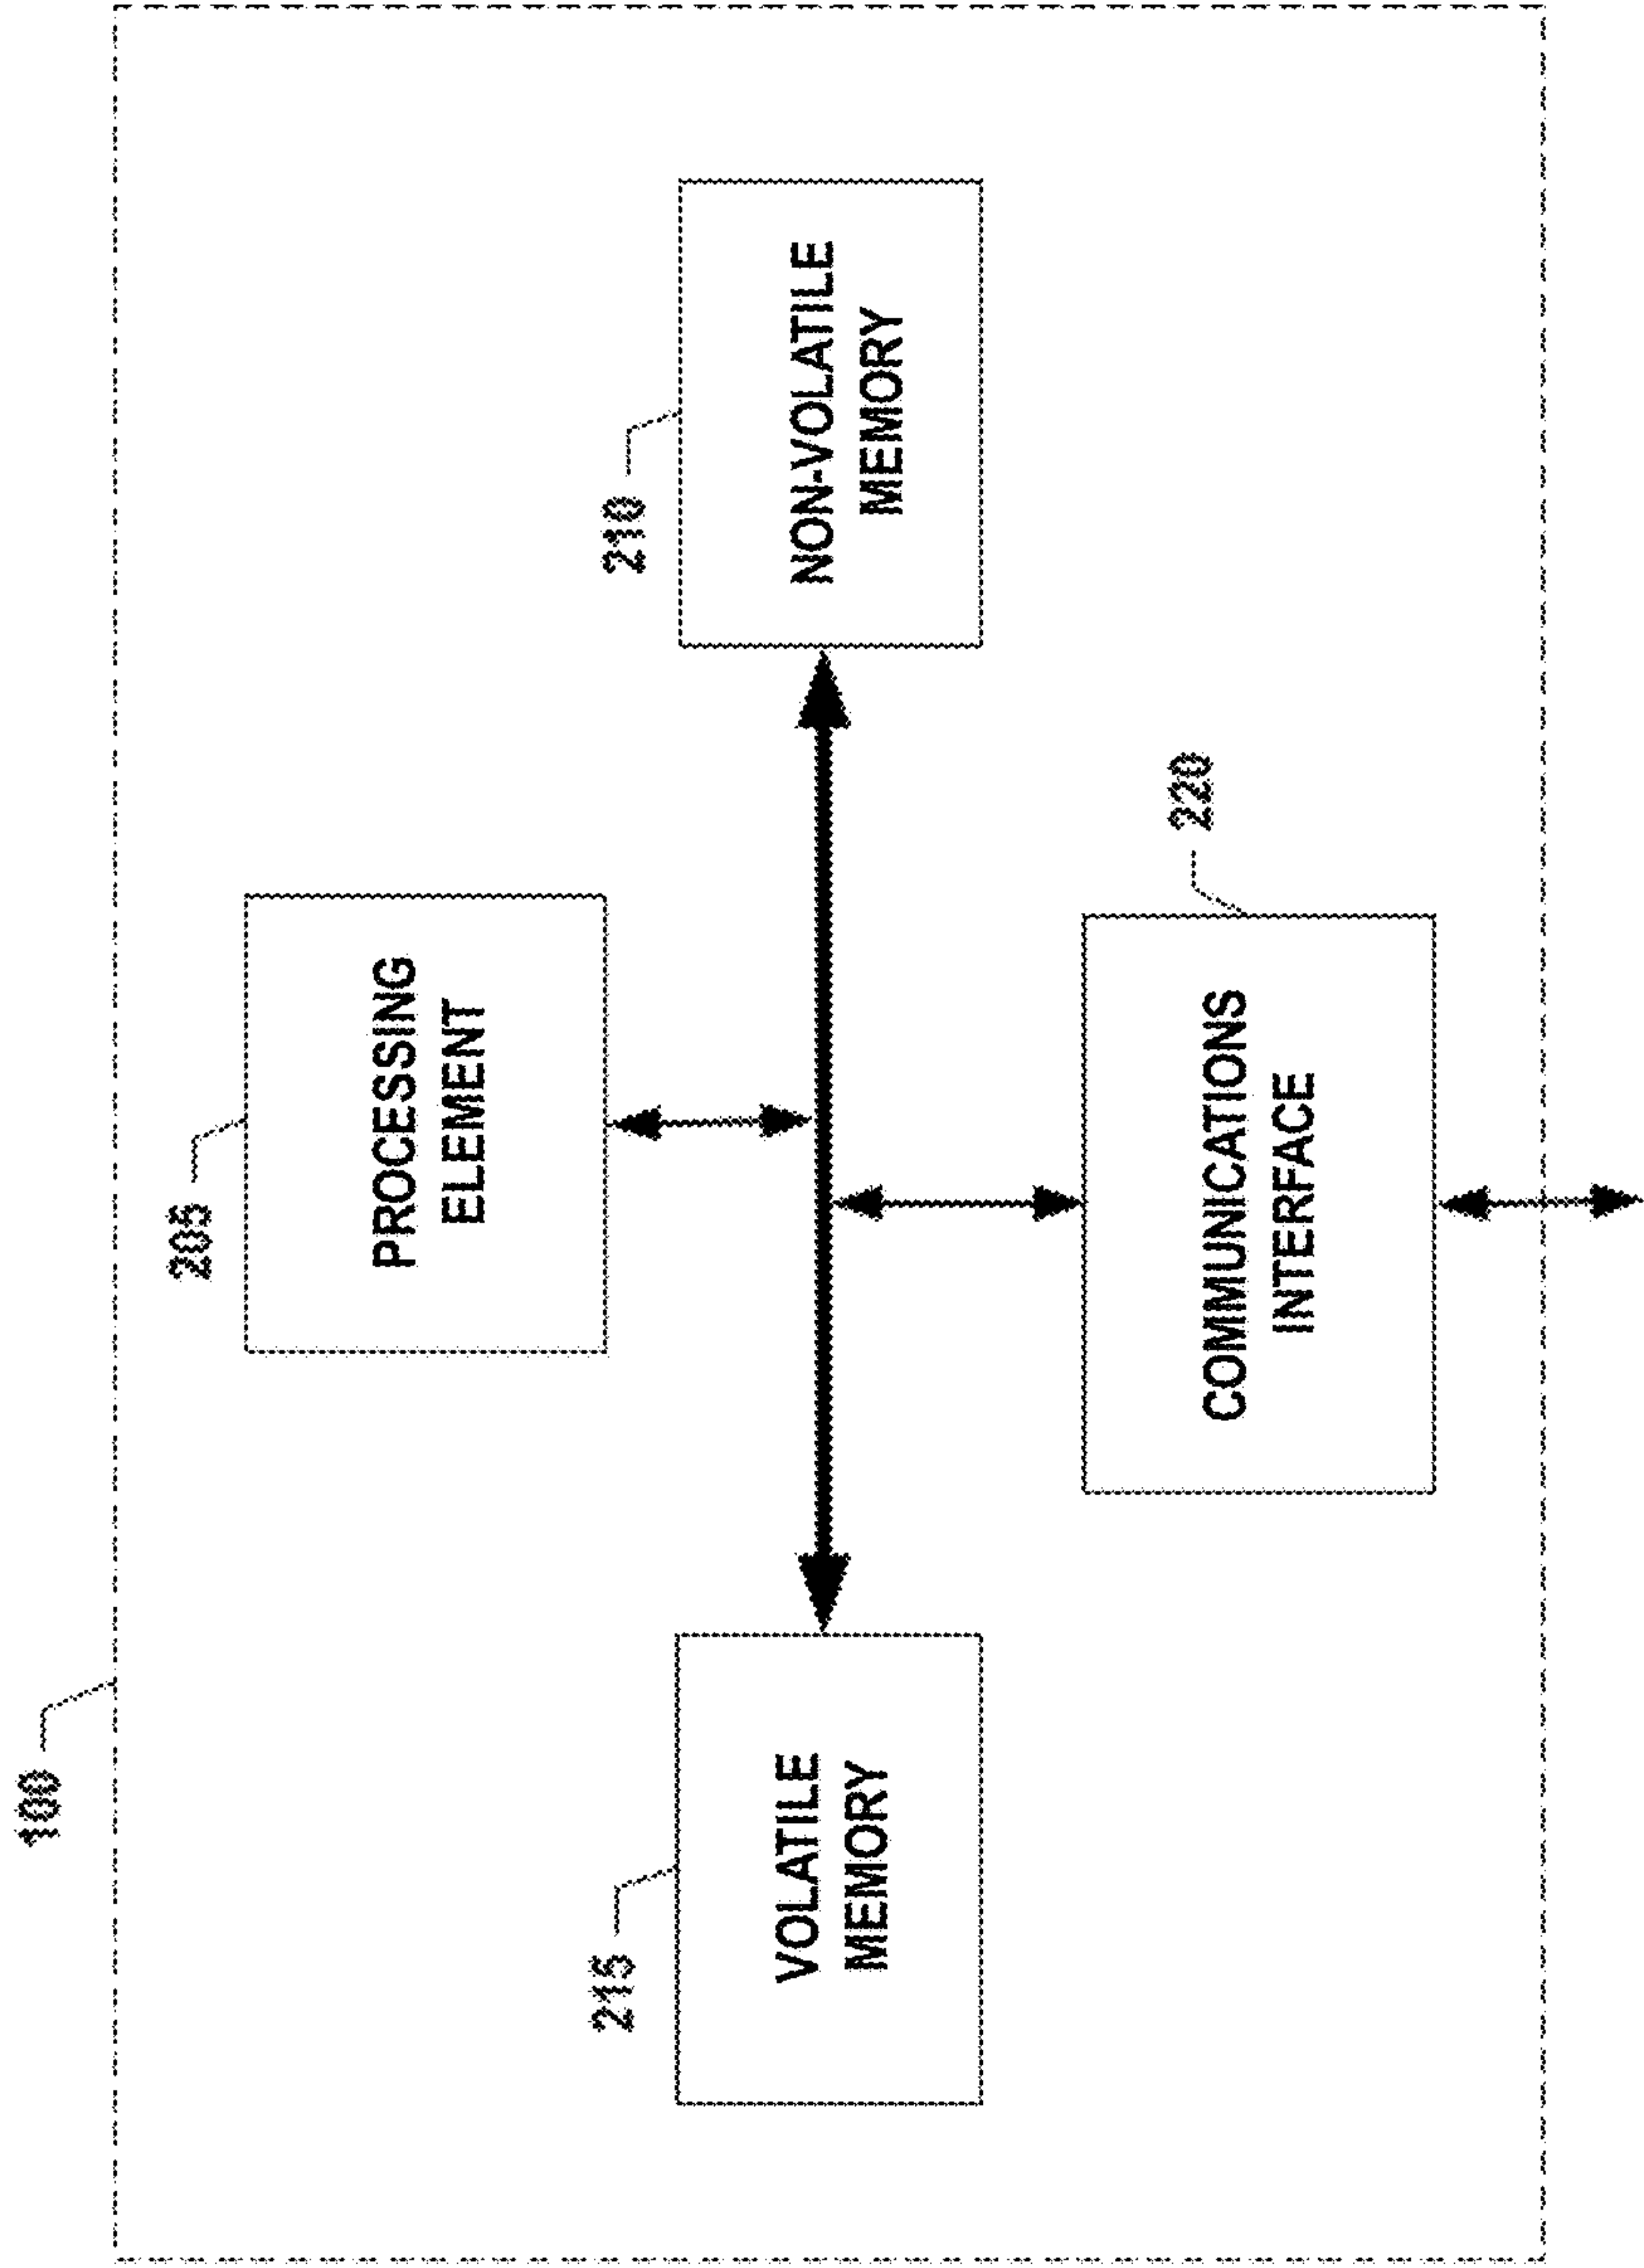 100
205
PROCESSING
ELEMENT
215
VOLATILE
MEMORY
210
NON-VOLATILE
MEMORY
220
COMMUNICATIONS
INTERFACE